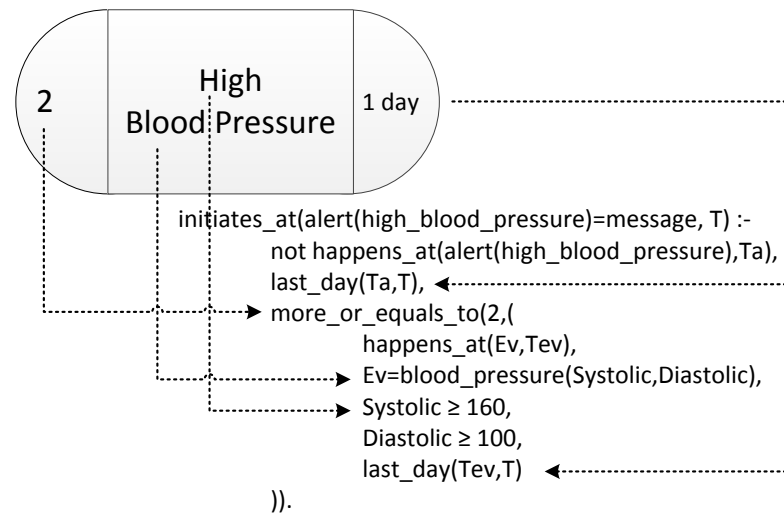 2
High
Blood Pressure
1 day
initiates_at(alert(high_blood_pressure)=message, T) :-
not happens_at(alert(high_blood_pressure),Ta),
last_day(Ta,T),
more_or_equals_to(2,(
happens_at(Ev,Tev),
Ev=blood_pressure(Systolic,Diastolic),
Systolic ≥ 160,
Diastolic ≥ 100,
last_day(Tev,T)
)).